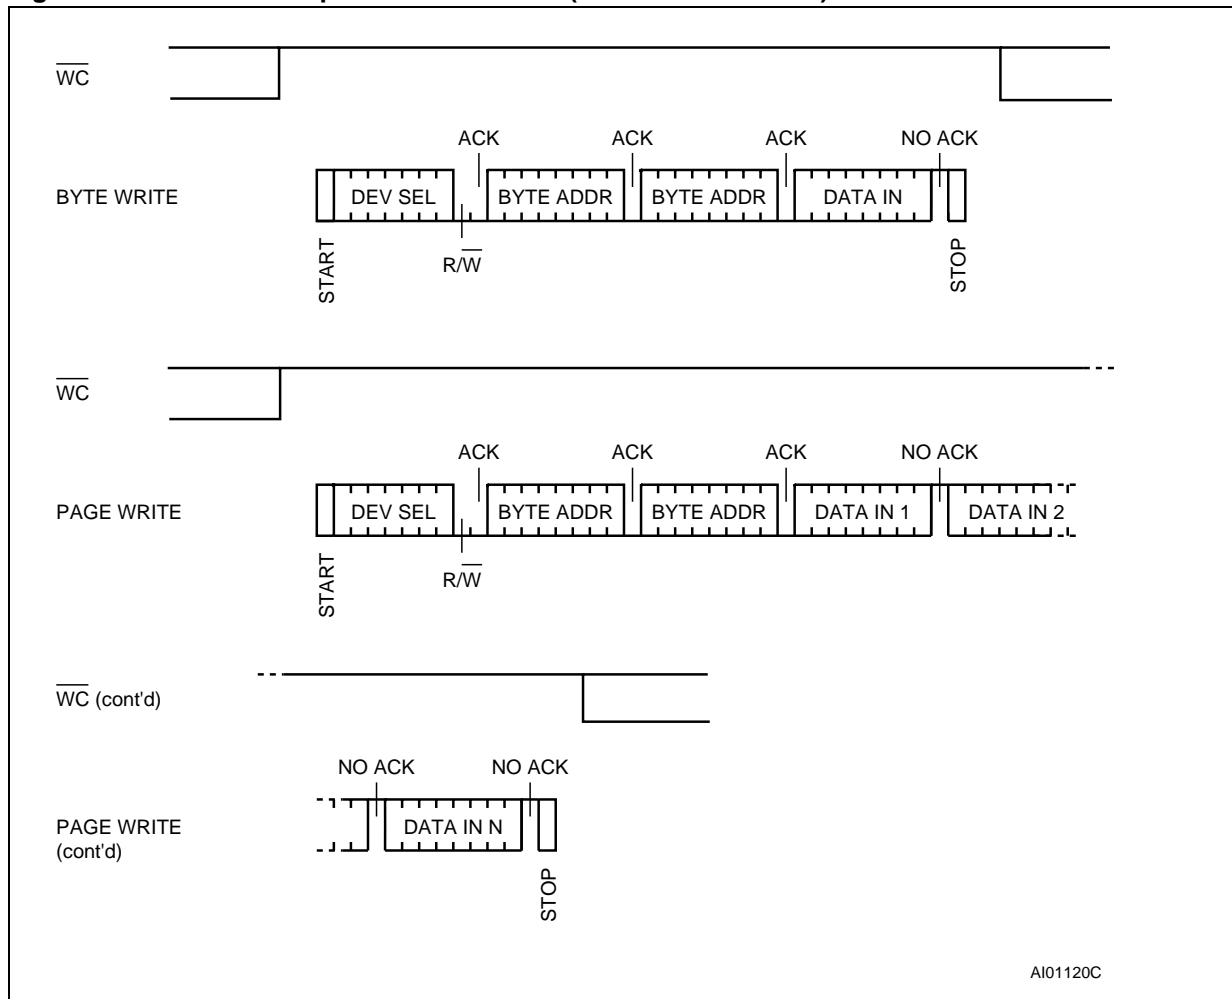 WC
ACK ACK ACK NO ACK
BYTE WRITE DEV SEL BYTE ADDR BYTE ADDR DATA IN
R/W
START STOP
WC
ACK ACK ACK NO ACK
PAGE WRITE DEV SEL BYTE ADDR BYTE ADDR DATA IN 1 DATA IN 2
R/W
START
WC (cont'd)
NO ACK NO ACK
PAGE WRITE DATA IN N
(cont'd)
STOP
AI01120C